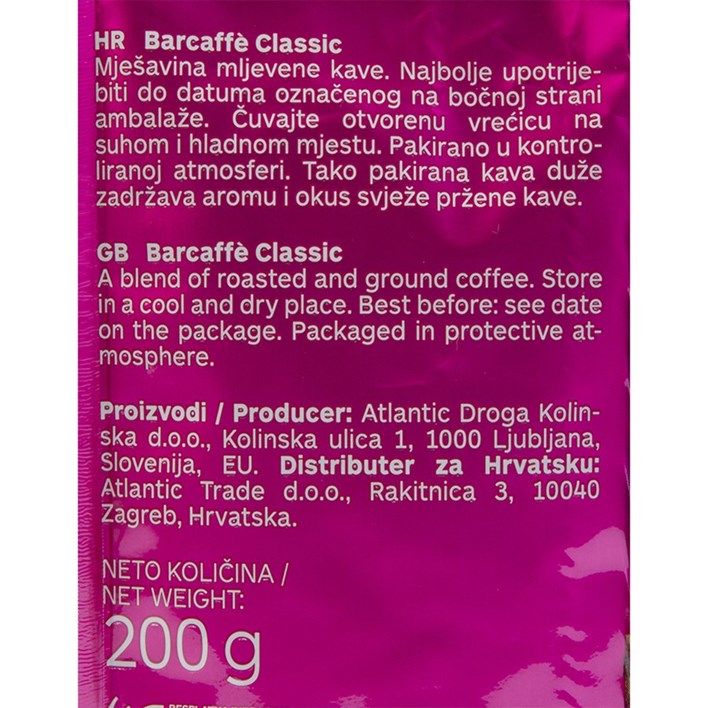 HR Barcaffè Classic
Mješavina mljevene kave. Najbolje upotrije-
biti do datuma označenog na bočnoj strani
ambalaže. Čuvajte otvorenu vrećicu na
suhom i hladnom mjestu. Pakirano u kontro-
liranoj atmosferi. Tako pakirana kava duže
zadržava aromu i okus svježe pržene kave.
GB Barcaffè Classic
A blend of roasted and ground coffee. Store
in a cool and dry place. Best before: see date
on the package. Packaged in protective at-
mosphere.
Proizvodi / Producer: Atlantic Droga Kolin-
ska d.o.o., Kolinska ulica 1, 1000 Ljubljana,
Slovenija, EU. Distributer za Hrvatsku:
Atlantic Trade d.o.o., Rakitnica 3, 10040
Zagreb, Hrvatska.
NETO KOLIČINA /
NET WEIGHT:
200 g